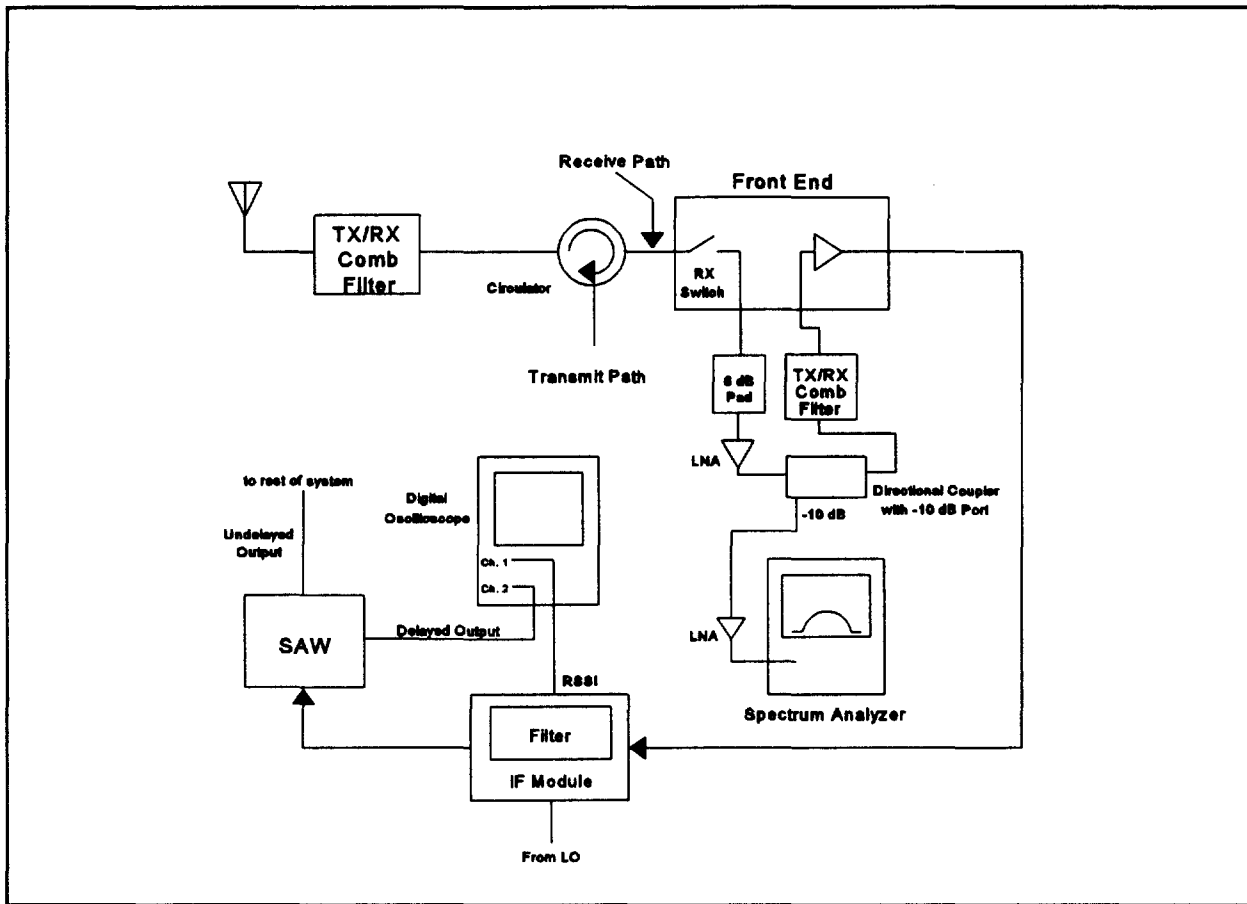 Receive Path
Front End
TX/RX
Comb
Filter
Circulator
RX
Switch
Transmit Path
6 dB
Pad
TX/RX
Comb
Filter
LNA
Directional Coupler
with -10 dB Port
-10 dB
to rest of system
Digital
Oscilloscope
Undelayed
Output
Ch. 1
Ch. 2
SAW
Delayed Output
LNA
RSSI
Spectrum Analyzer
Filter
IF Module
From LO